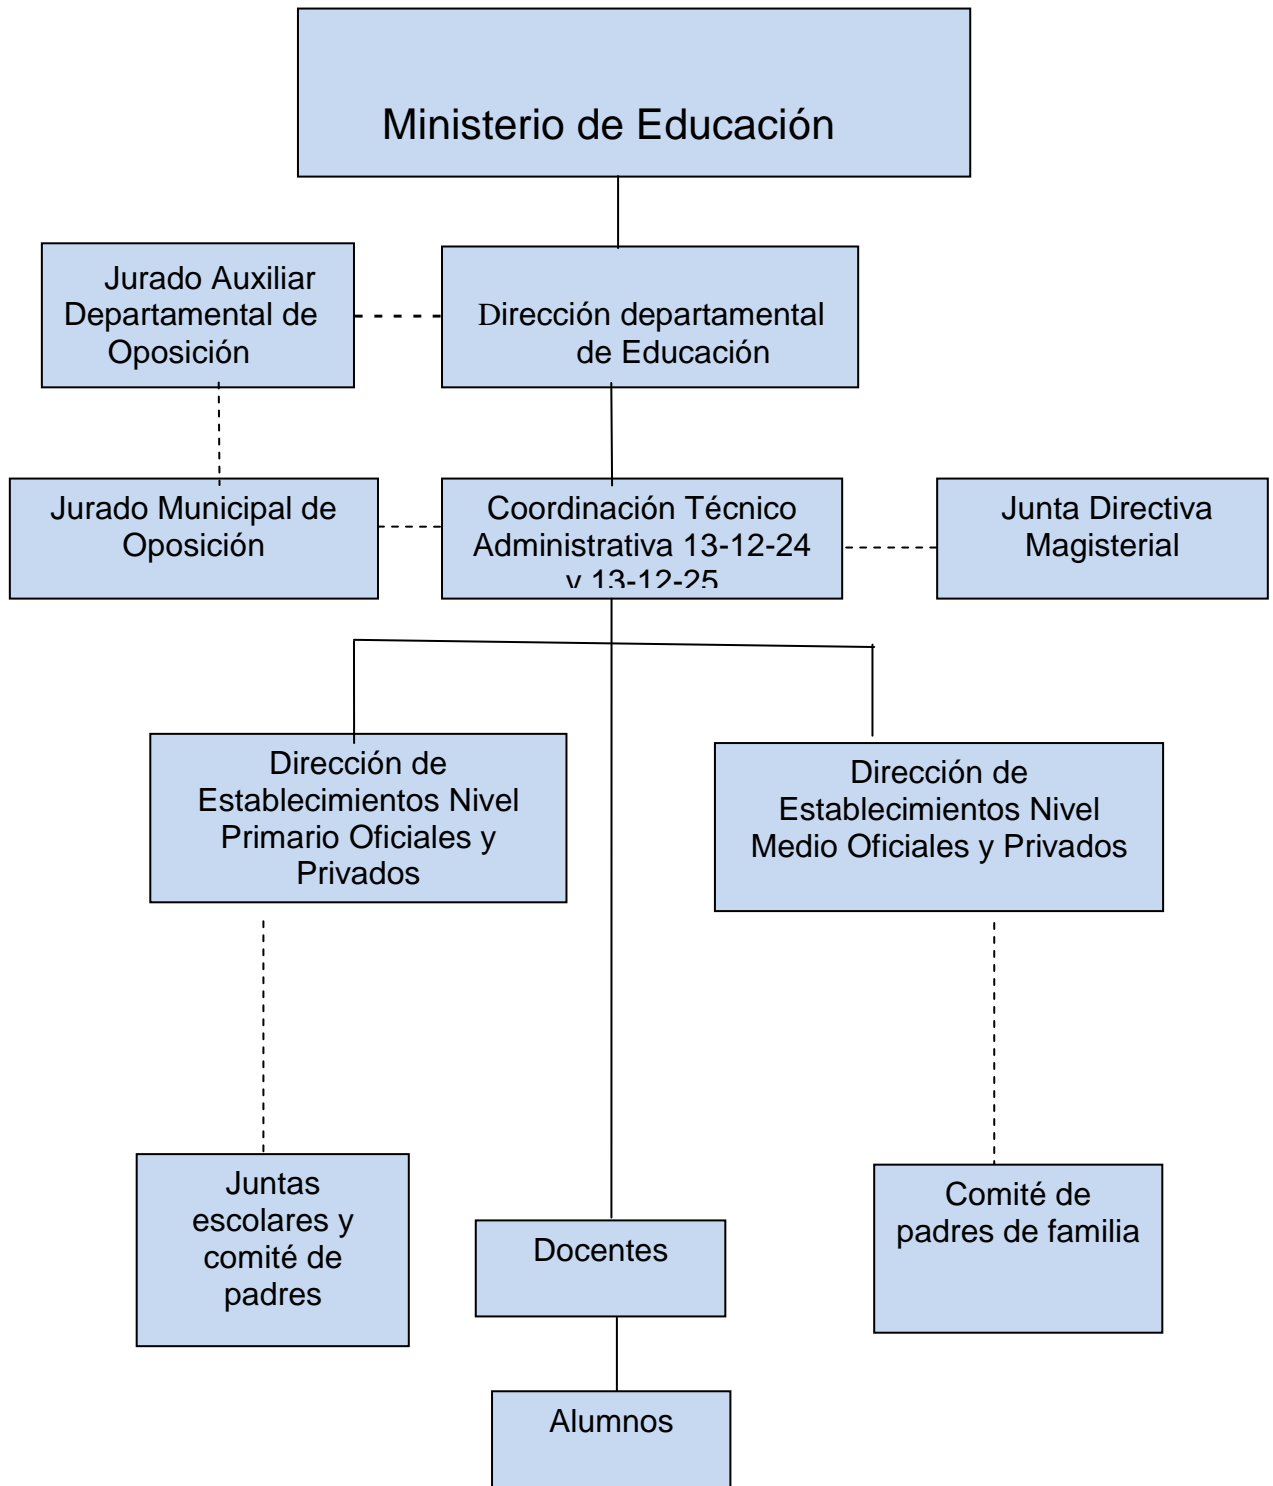 Ministerio de Educación
Jurado Auxiliar
Departamental de
Oposición
Dirección departamental
de Educación
Jurado Municipal de
Oposición
Coordinación Técnico
Administrativa 13-12-24
y 13-12-25
Junta Directiva
Magisterial
Dirección de
Establecimientos Nivel
Primario Oficiales y
Privados
Dirección de
Establecimientos Nivel
Medio Oficiales y Privados
Juntas
escolares y
comité de
padres
Docentes
Comité de
padres de familia
Alumnos